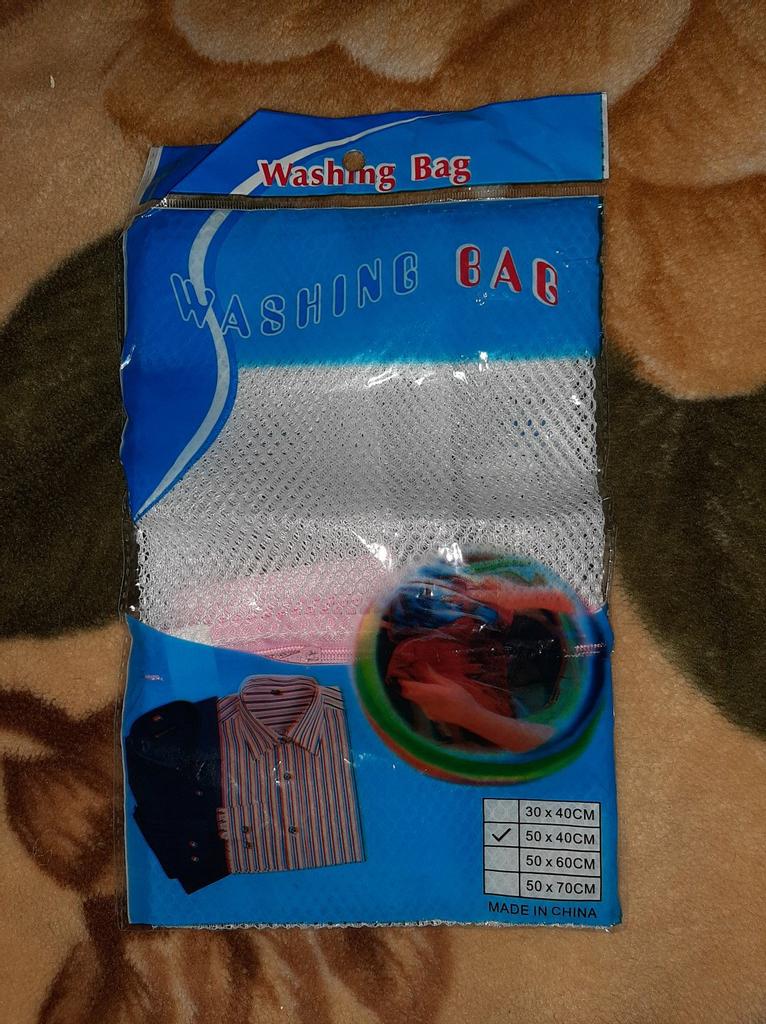 Washing Bag
WASHING BAG
30 x 40CM
✓ 50 x 40CM
50 x 60CM
50 x 70CM
MADE IN CHINA